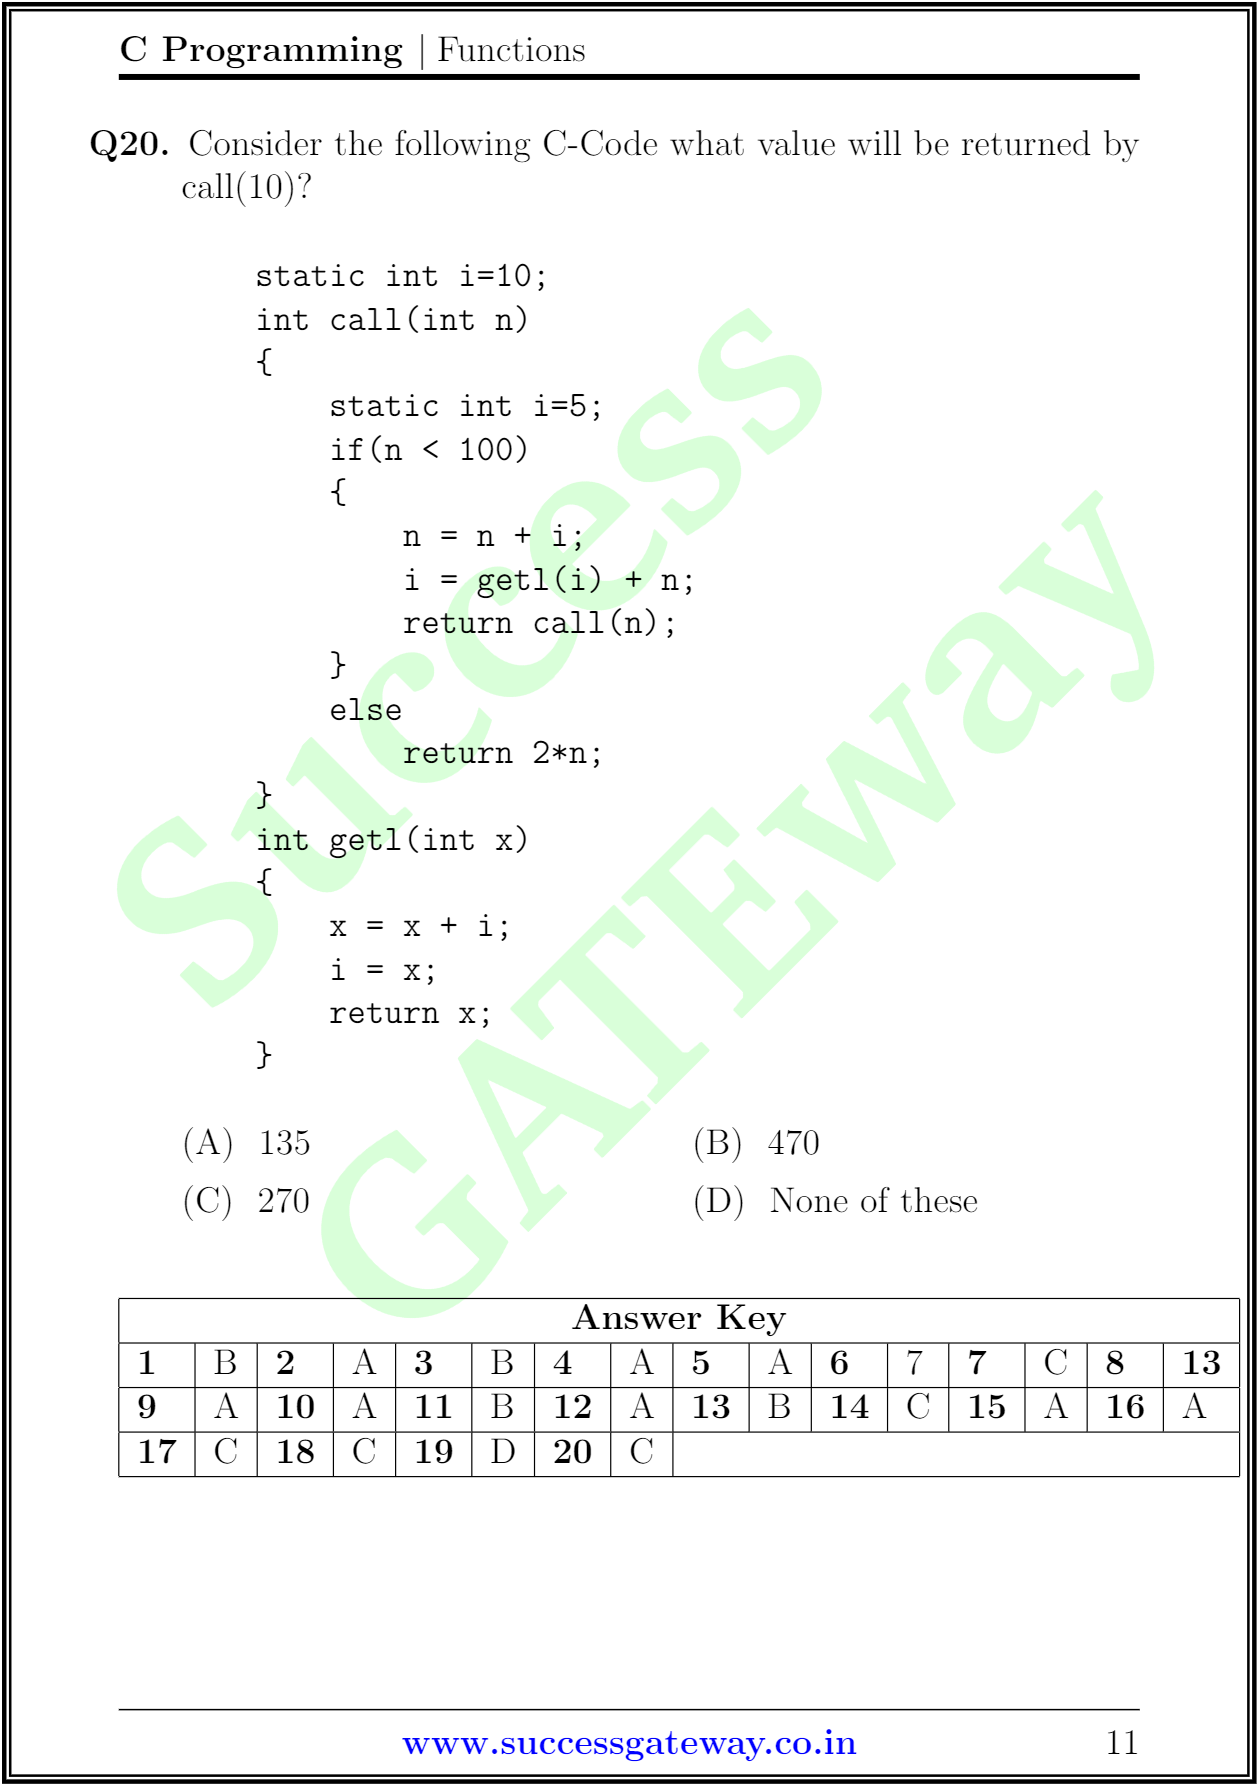 C Programming | Functions
Q20. Consider the following C-Code what value will be returned by
call(10)?
static int i=10;
int call(int n)
{
static int i=5;
if(n < 100)
{
n = n + i;
i = getl(i) + n;
return call(n);
}
else
return 2*n;
}
int getl(int x)
{
x = x + i;
i = x;
return x;
}
(A) 135 (B) 470
(C) 270 (D) None of these
Answer Key
1 B 2 A 3 B 4 A 5 A 6 7 7 C 8 13
9 A 10 A 11 B 12 A 13 B 14 C 15 A 16 A
17 C 18 C 19 D 20 C
www.successgateway.co.in 11
Success
GATEway